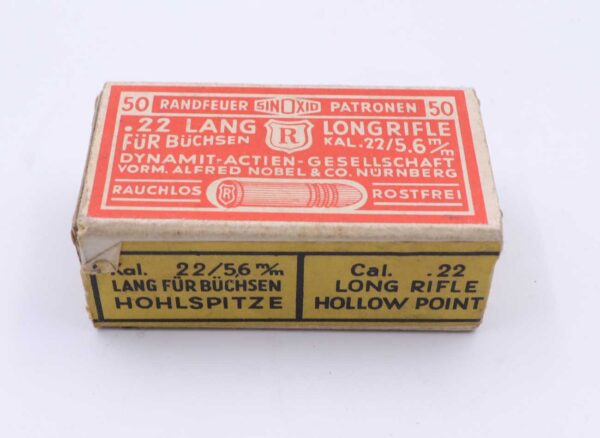 50 RANDFEUER SINOXID PATRONEN 50
.22 LANG R LONG RIFLE
FÜR BÜCHSEN KAL. 22/5.6 m/m
DYNAMIT-ACTIEN-GESELLSCHAFT
VORM. ALFRED NOBEL & CO. NÜRNBERG
RAUCHLOS R ROSTFREI
Kal. 22/5,6 m/m
LANG FÜR BÜCHSEN
HOHLSPITZE
Cal. .22
LONG RIFLE
HOLLOW POINT